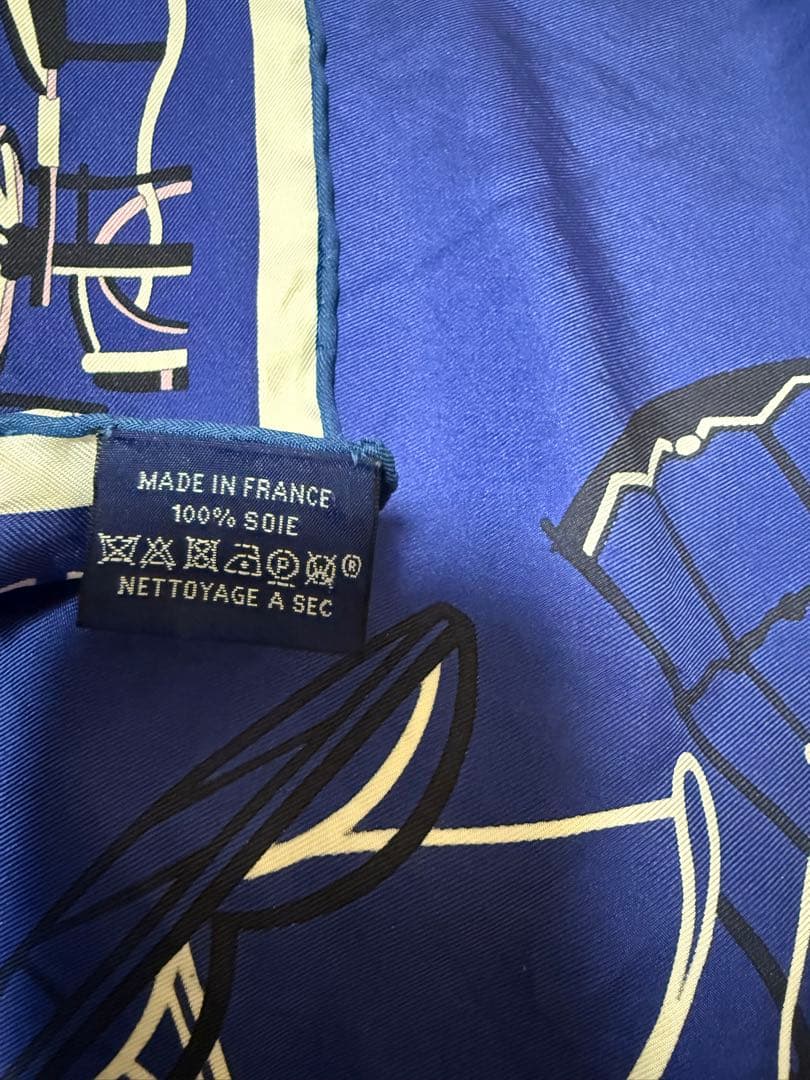 MADE IN FRANCE
100% SOIE
P W ®
NETTOYAGE A SEC